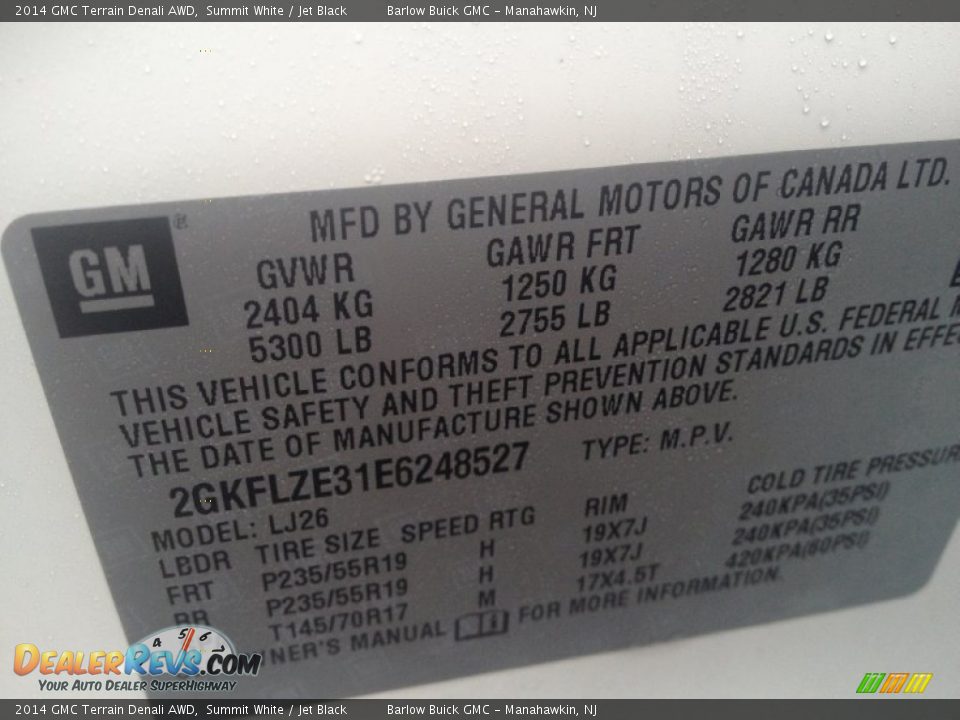 2014 GMC Terrain Denali AWD, Summit White / Jet Black Barlow Buick GMC - Manahawkin, NJ
GM ®
MFD BY GENERAL MOTORS OF CANADA LTD.
GVWR GAWR FRT GAWR RR
2404 KG 1250 KG 1280 KG
5300 LB 2755 LB 2821 LB
THIS VEHICLE CONFORMS TO ALL APPLICABLE U.S. FEDERAL
VEHICLE SAFETY AND THEFT PREVENTION STANDARDS IN
THE DATE OF MANUFACTURE SHOWN ABOVE.
2GKFLZE31E6248527 TYPE: M.P.V.
MODEL: LJ26
LBDR TIRE SIZE SPEED RTG RIM COLD TIRE
FRT P235/55R19 H 19X7J 240KPA(35PSI)
RR P235/55R19 H 19X7J 240KPA(35PSI)
T145/70R17 M 17X4.5T 420KPA(60PSI)
MANUAL FOR MORE INFORMATION.
4 5 6 7
DealerRevs.com
Your Auto Dealer SuperHighway
2014 GMC Terrain Denali AWD, Summit White / Jet Black Barlow Buick GMC - Manahawkin, NJ